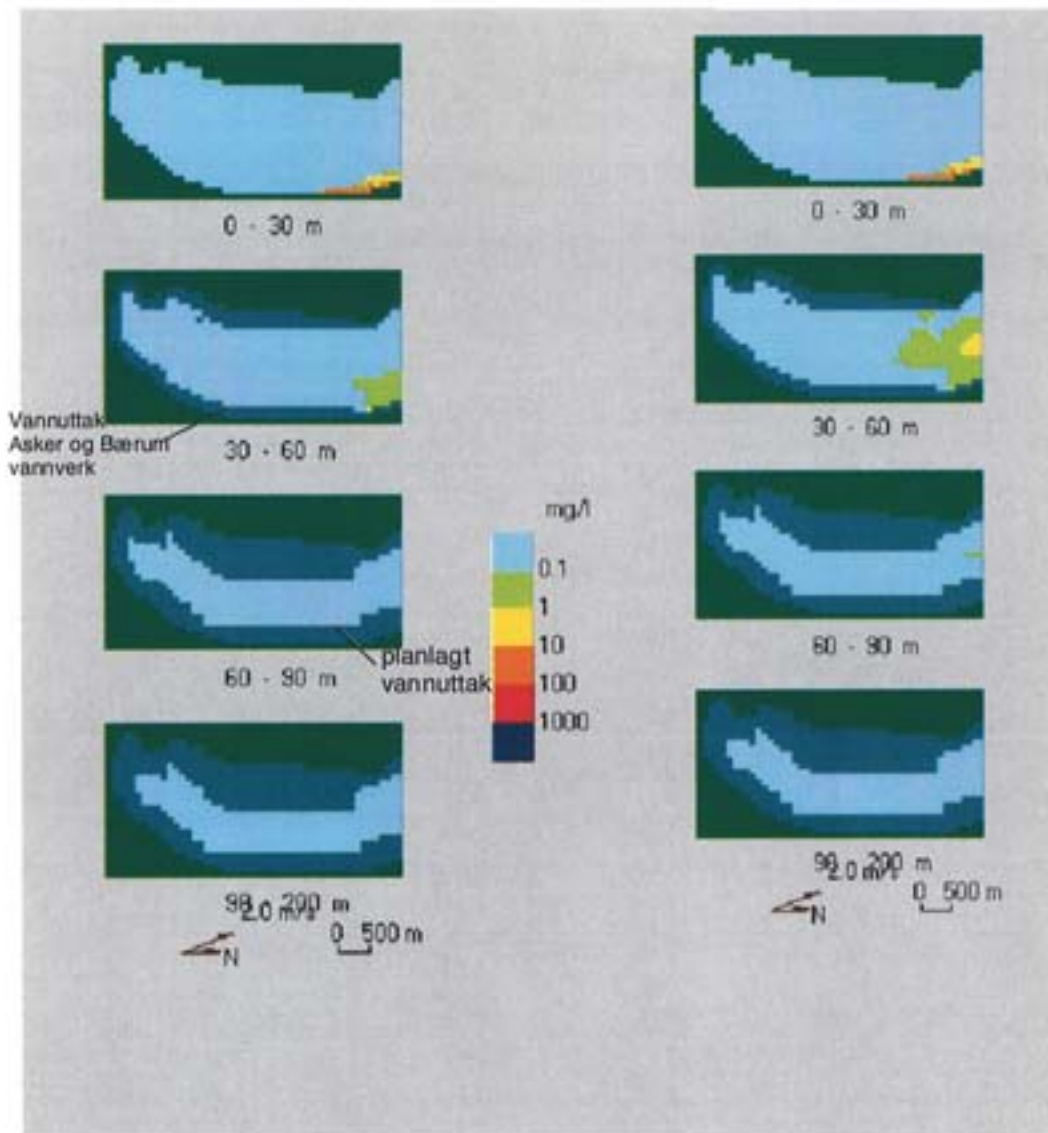 0 - 30 m
0 - 30 m
Vannuttak
Asker og Bærum
vannverk
30 - 60 m
30 - 60 m
mg/l
0.1
1
10
100
1000
planlagt
vannuttak
60 - 90 m
60 - 90 m
90 - 200 m
2.0 m/s
N
0 500 m
90 - 200 m
2.0 m/s
N
0 500 m